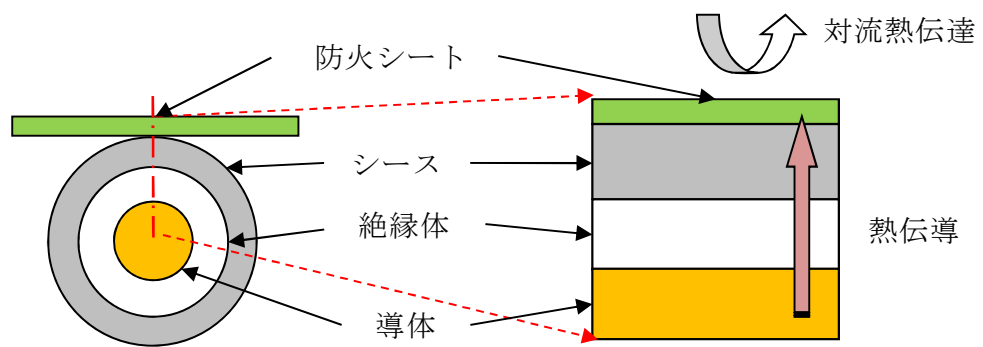 対流熱伝達
防火シート
シース
絶縁体
熱伝導
導体